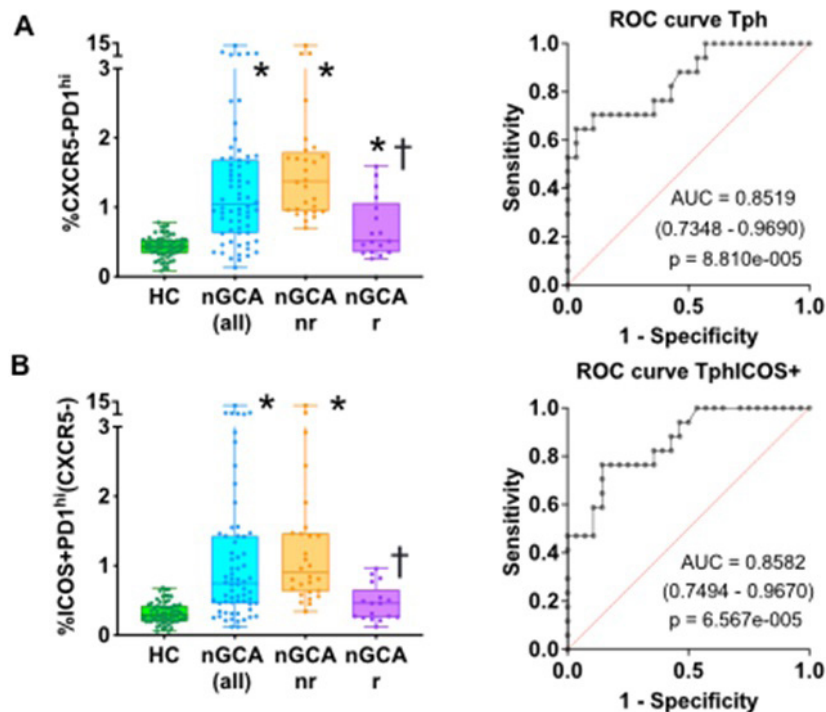 A
%CXCR5-PD1hi
15
1
3
2
1
0
HC nGCA nGCA nGCA
(all) nr r
*
*
* †
ROC curve Tph
Sensitivity
1.0
0.8
0.6
0.4
0.2
0.0
AUC = 0.8519
(0.7348 - 0.9690)
p = 8.810e-005
0.0 0.5 1.0
1 - Specificity
B
%ICOS+PD1hi(CXCR5-)
15
1
3
2
1
0
HC nGCA nGCA nGCA
(all) nr r
*
*
†
ROC curve TphICOS+
Sensitivity
1.0
0.8
0.6
0.4
0.2
0.0
AUC = 0.8582
(0.7494 - 0.9670)
p = 6.567e-005
0.0 0.5 1.0
1 - Specificity